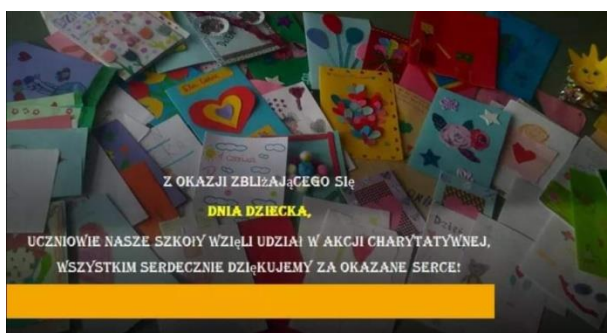 Z OKAZJI ZBLIżAJąCEGO SIę
DNIA DZIECKA,
UCZNIOWIE NASZE SZKOłY WZIęLI UDZIAł W AKCJI CHARYTATYWNEJ,
WSZYSTKIM SERDECZNIE DZIęKUJEMY ZA OKAZANE SERCE!